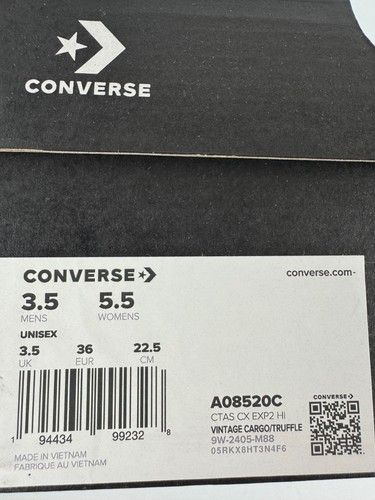 CONVERSE
CONVERSE
converse.com
3.5 5.5
MENS WOMENS
UNISEX
3.5 36 22.5
UK EUR CM
1 94434 99232 8
MADE IN VIETNAM
FABRIQUE AU VIETNAM
CONVERSE
A08520C
CTAS CX EXP2 HI
VINTAGE CARGO/TRUFFLE
9W-2405-M88
05RKX8HT3N4F6